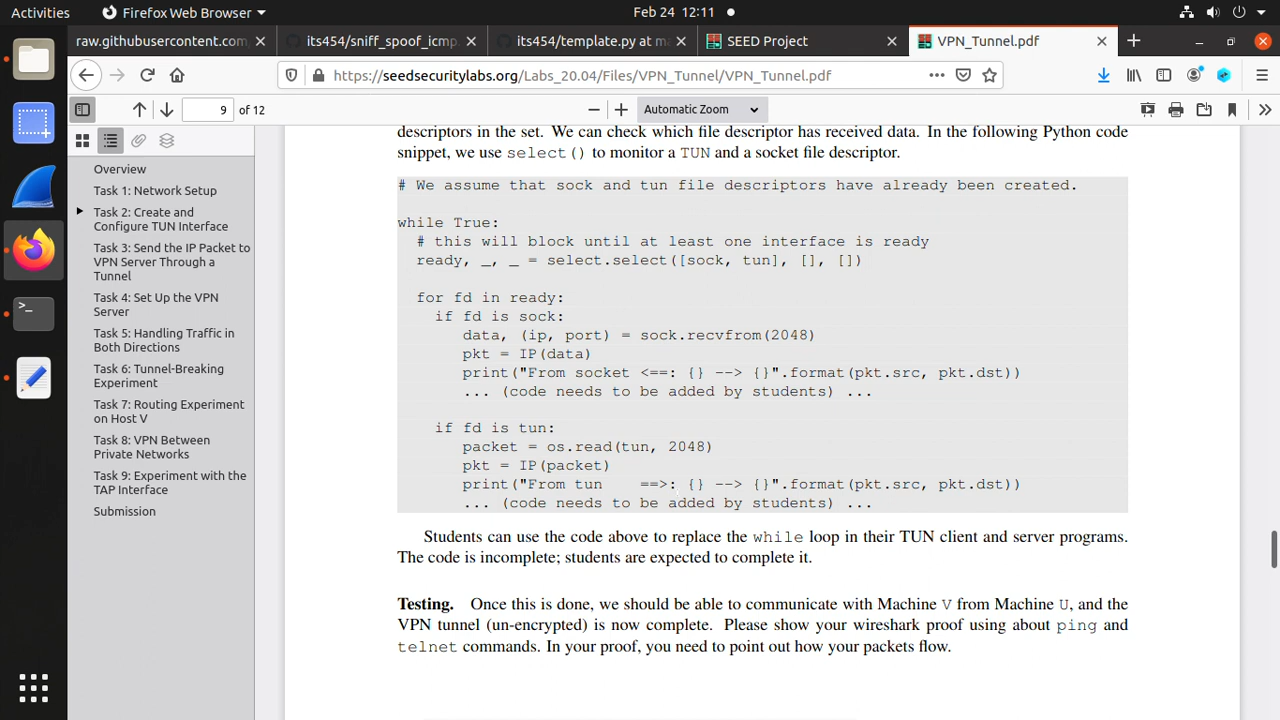 Activities
Firefox Web Browser
Feb 24 12:11
raw.githubusercontent.com
its454/sniff_spoof_icmp
its454/template.py at ma
SEED Project
VPN_Tunnel.pdf
https://seedsecuritylabs.org/Labs_20.04/Files/VPN_Tunnel/VPN_Tunnel.pdf
9 of 12
Automatic Zoom
Overview
Task 1: Network Setup
Task 2: Create and
Configure TUN Interface
Task 3: Send the IP Packet to
VPN Server Through a
Tunnel
Task 4: Set Up the VPN
Server
Task 5: Handling Traffic in
Both Directions
Task 6: Tunnel-Breaking
Experiment
Task 7: Routing Experiment
on Host V
Task 8: VPN Between
Private Networks
Task 9: Experiment with the
TAP Interface
Submission
descriptors in the set. We can check which file descriptor has received data. In the following Python code
snippet, we use select() to monitor a TUN and a socket file descriptor.
# We assume that sock and tun file descriptors have already been created.
while True:
# this will block until at least one interface is ready
ready, _, _ = select.select([sock, tun], [], [])
for fd in ready:
if fd is sock:
data, (ip, port) = sock.recvfrom(2048)
pkt = IP(data)
print("From socket <==: {} --> {}".format(pkt.src, pkt.dst))
... (code needs to be added by students) ...
if fd is tun:
packet = os.read(tun, 2048)
pkt = IP(packet)
print("From tun    ==>: {} --> {}".format(pkt.src, pkt.dst))
... (code needs to be added by students) ...
Students can use the code above to replace the while loop in their TUN client and server programs.
The code is incomplete; students are expected to complete it.
Testing. Once this is done, we should be able to communicate with Machine V from Machine U, and the
VPN tunnel (un-encrypted) is now complete. Please show your wireshark proof using about ping and
telnet commands. In your proof, you need to point out how your packets flow.